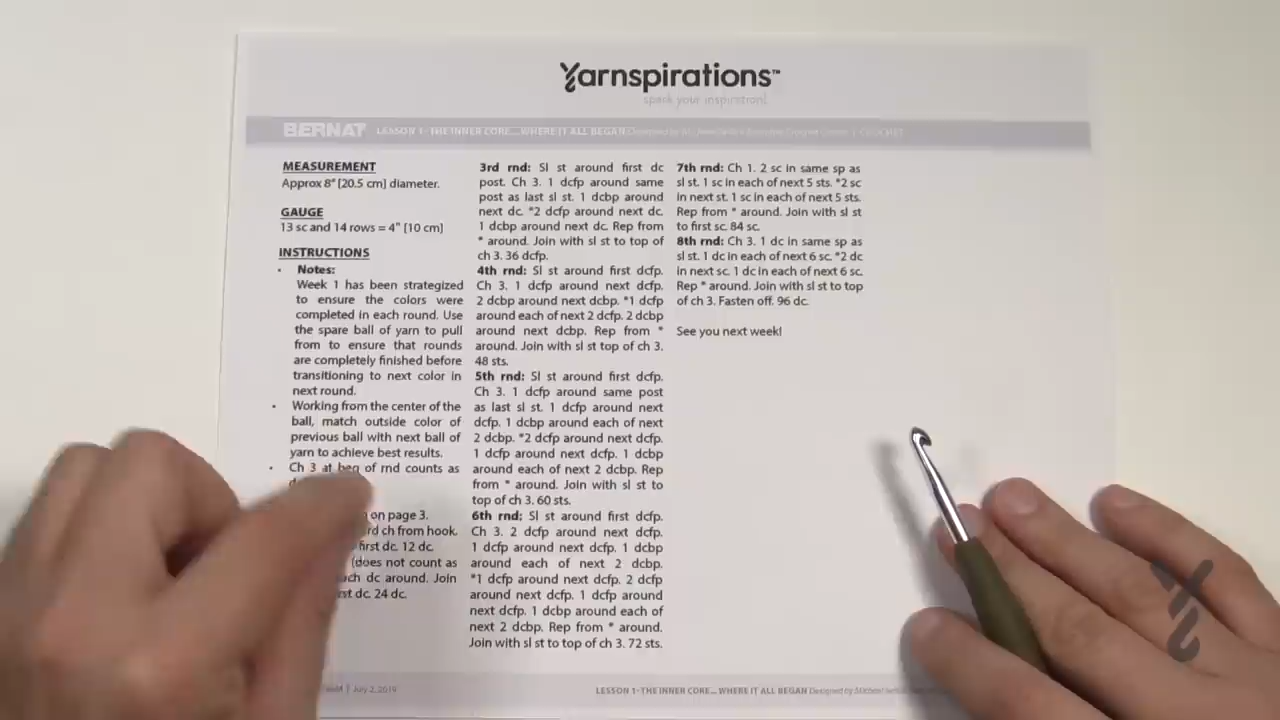 Yarnspirations™
spark your inspiration!
BERNAT LESSON 1-THE INNER CORE... WHERE IT ALL BEGAN Designed by | CROCHET
MEASUREMENT
Approx 8" [20.5 cm] diameter.
GAUGE
13 sc and 14 rows = 4" [10 cm]
INSTRUCTIONS
• Notes:
Week 1 has been strategized
to ensure the colors were
completed in each round. Use
the spare ball of yarn to pull
from to ensure that rounds
are completely finished before
transitioning to next color in
next round.
• Working from the center of the
ball, match outside color of
previous ball with next ball of
yarn to achieve best results.
• Ch 3 at beg of rnd counts as
on page 3.
ch from hook.
first dc. 12 dc.
(does not count as
dc around. Join
dc. 24 dc.
3rd rnd: Sl st around first dc
post. Ch 3. 1 dcfp around same
post as last sl st. 1 dcbp around
next dc. *2 dcfp around next dc.
1 dcbp around next dc. Rep from
* around. Join with sl st to top of
ch 3. 36 dcfp.
4th rnd: Sl st around first dcfp.
Ch 3. 1 dcfp around next dcfp.
2 dcbp around next dcbp. *1 dcfp
around each of next 2 dcfp. 2 dcbp
around next dcbp. Rep from *
around. Join with sl st top of ch 3.
48 sts.
5th rnd: Sl st around first dcfp.
Ch 3. 1 dcfp around same post
as last sl st. 1 dcfp around next
dcfp. 1 dcbp around each of next
2 dcbp. *2 dcfp around next dcfp.
1 dcfp around next dcfp. 1 dcbp
around each of next 2 dcbp. Rep
from * around. Join with sl st to
top of ch 3. 60 sts.
6th rnd: Sl st around first dcfp.
Ch 3. 2 dcfp around next dcfp.
1 dcfp around next dcfp. 1 dcbp
around each of next 2 dcbp.
*1 dcfp around next dcfp. 2 dcfp
around next dcfp. 1 dcfp around
next dcfp. 1 dcbp around each of
next 2 dcbp. Rep from * around.
Join with sl st to top of ch 3. 72 sts.
7th rnd: Ch 1. 2 sc in same sp as
sl st. 1 sc in each of next 5 sts. *2 sc
in next st. 1 sc in each of next 5 sts.
Rep from * around. Join with sl st
to first sc. 84 sc.
8th rnd: Ch 3. 1 dc in same sp as
sl st. 1 dc in each of next 6 sc. *2 dc
in next sc. 1 dc in each of next 6 sc.
Rep * around. Join with sl st to top
of ch 3. Fasten off. 96 dc.
See you next week!
| July 2, 2019
LESSON 1-THE INNER CORE... WHERE IT ALL BEGAN Designed by